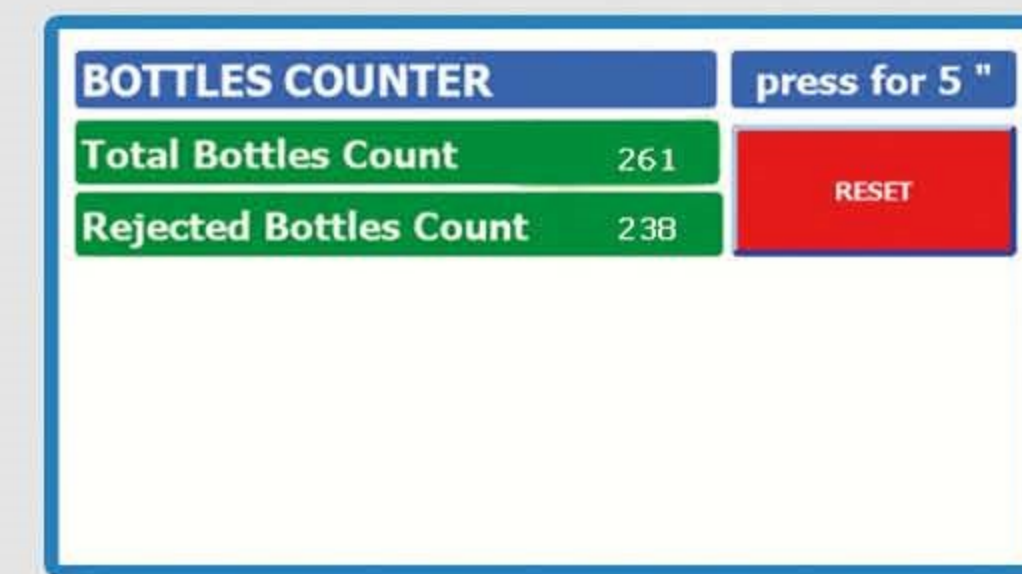 BOTTLES COUNTER
press for 5 "
Total Bottles Count 261
RESET
Rejected Bottles Count 238